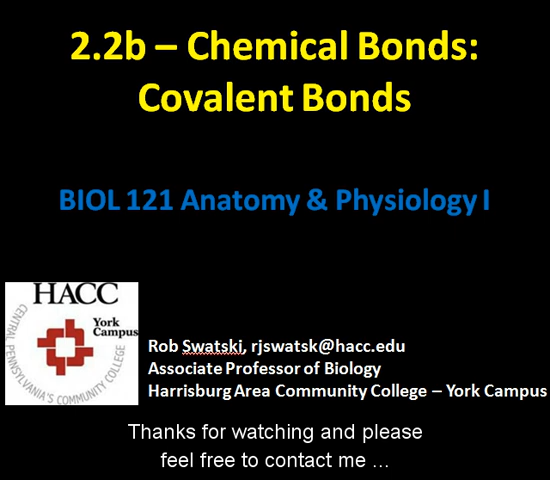 2.2b – Chemical Bonds:
Covalent Bonds
BIOL 121 Anatomy & Physiology I
HACC
York
Campus
CENTRAL PENNSYLVANIA'S COMMUNITY COLLEGE
Rob Swatski, rjswatsk@hacc.edu
Associate Professor of Biology
Harrisburg Area Community College – York Campus
Thanks for watching and please
feel free to contact me ...